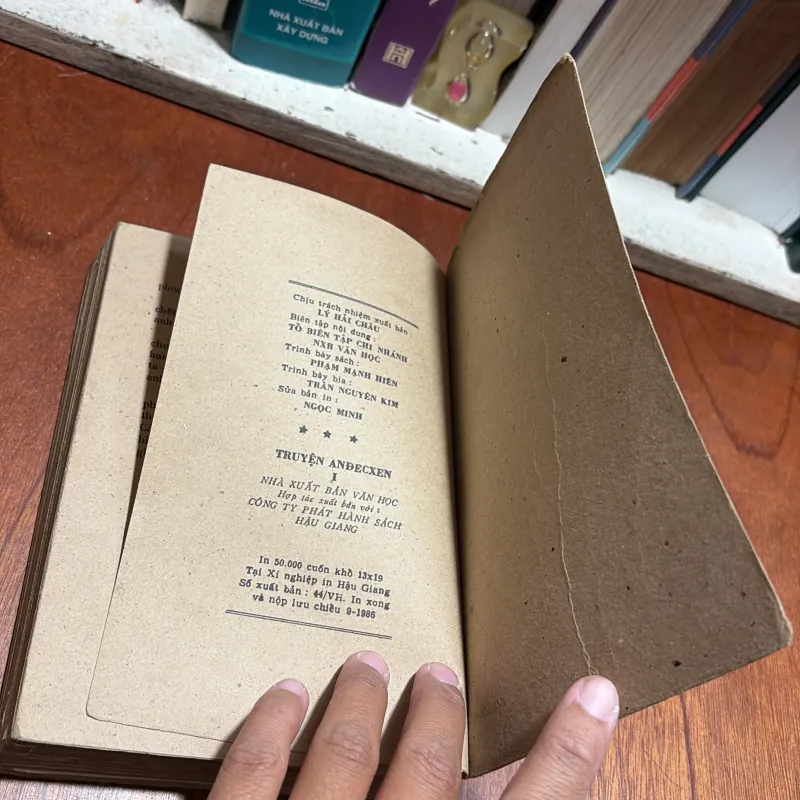 NHÀ XUẤT BẢN
XÂY DỰNG
Chịu trách nhiệm xuất bản :
LÝ HẢI CHÂU
Biên tập nội dung :
TỔ BIÊN TẬP CHI NHÁNH
NXB VĂN HỌC
Trình bày sách :
PHẠM MẠNH HIÊN
Trình bày bìa :
TRẦN NGUYÊN KIM
Sửa bản in :
NGỌC MINH
★ ★ ★
TRUYỆN ANĐECXEN
I
NHÀ XUẤT BẢN VĂN HỌC
Hợp tác xuất bản với :
CÔNG TY PHÁT HÀNH SÁCH
HẬU GIANG
In 50.000 cuốn khổ 13x19
Tại Xí nghiệp in Hậu Giang
Số xuất bản : 44/VH. In xong
và nộp lưu chiểu 9-1986